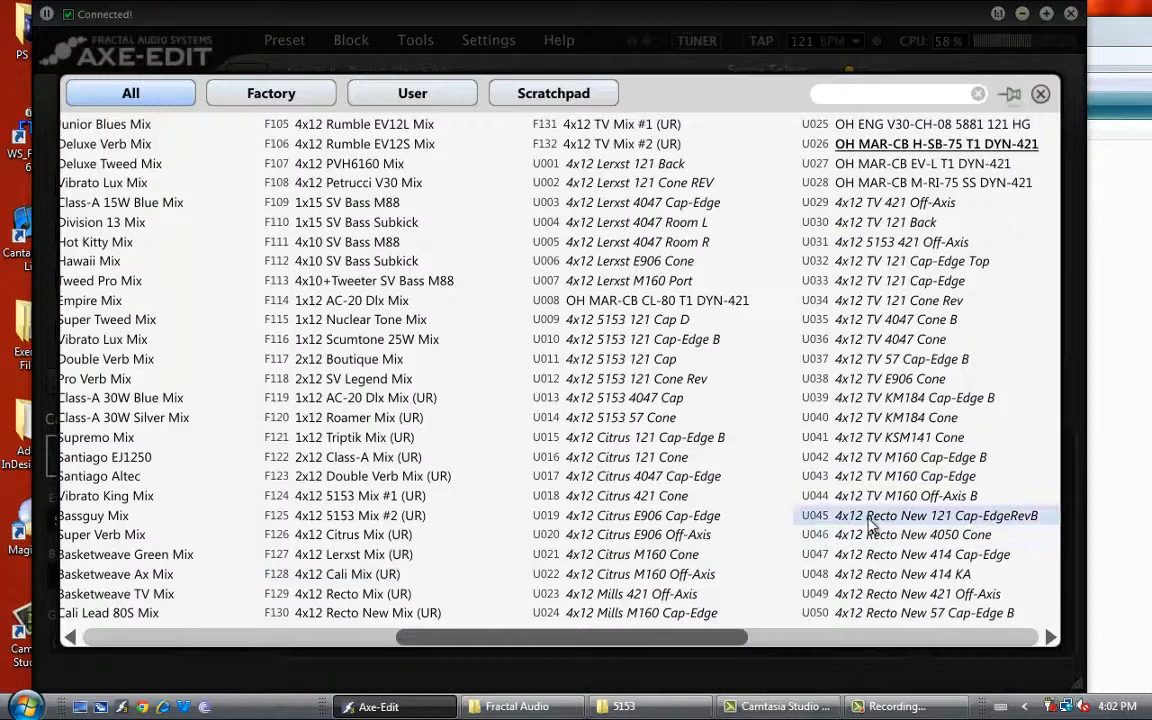 PS
WS_F
6
Canta
Li
Exer
Fil
Ad
InDesi
Magi
Cam
Stu
Connected!
FRACTAL AUDIO SYSTEMS
AXE-EDIT
Preset Block Tools Settings Help
TUNER TAP 121 BPM CPU: 58 %
All Factory User Scratchpad
Junior Blues Mix
Deluxe Verb Mix
Deluxe Tweed Mix
Vibrato Lux Mix
Class-A 15W Blue Mix
Division 13 Mix
Hot Kitty Mix
Hawaii Mix
Tweed Pro Mix
Empire Mix
Super Tweed Mix
Vibrato Lux Mix
Double Verb Mix
Pro Verb Mix
Class-A 30W Blue Mix
Class-A 30W Silver Mix
Supremo Mix
Santiago EJ1250
Santiago Altec
Vibrato King Mix
Bassguy Mix
Super Verb Mix
Basketweave Green Mix
Basketweave Ax Mix
Basketweave TV Mix
Cali Lead 80S Mix
F105 4x12 Rumble EV12L Mix
F106 4x12 Rumble EV12S Mix
F107 4x12 PVH6160 Mix
F108 4x12 Petrucci V30 Mix
F109 1x15 SV Bass M88
F110 1x15 SV Bass Subkick
F111 4x10 SV Bass M88
F112 4x10 SV Bass Subkick
F113 4x10+Tweeter SV Bass M88
F114 1x12 AC-20 Dlx Mix
F115 1x12 Nuclear Tone Mix
F116 1x12 Scumtone 25W Mix
F117 2x12 Boutique Mix
F118 2x12 SV Legend Mix
F119 1x12 AC-20 Dlx Mix (UR)
F120 1x12 Roamer Mix (UR)
F121 1x12 Triptik Mix (UR)
F122 2x12 Class-A Mix (UR)
F123 2x12 Double Verb Mix (UR)
F124 4x12 5153 Mix #1 (UR)
F125 4x12 5153 Mix #2 (UR)
F126 4x12 Citrus Mix (UR)
F127 4x12 Lerxst Mix (UR)
F128 4x12 Cali Mix (UR)
F129 4x12 Recto Mix (UR)
F130 4x12 Recto New Mix (UR)
F131 4x12 TV Mix #1 (UR)
F132 4x12 TV Mix #2 (UR)
U001 4x12 Lerxst 121 Back
U002 4x12 Lerxst 121 Cone REV
U003 4x12 Lerxst 4047 Cap-Edge
U004 4x12 Lerxst 4047 Room L
U005 4x12 Lerxst 4047 Room R
U006 4x12 Lerxst E906 Cone
U007 4x12 Lerxst M160 Port
U008 OH MAR-CB CL-80 T1 DYN-421
U009 4x12 5153 121 Cap D
U010 4x12 5153 121 Cap-Edge B
U011 4x12 5153 121 Cap
U012 4x12 5153 121 Cone Rev
U013 4x12 5153 4047 Cap
U014 4x12 5153 57 Cone
U015 4x12 Citrus 121 Cap-Edge B
U016 4x12 Citrus 121 Cone
U017 4x12 Citrus 4047 Cap-Edge
U018 4x12 Citrus 421 Cone
U019 4x12 Citrus E906 Cap-Edge
U020 4x12 Citrus E906 Off-Axis
U021 4x12 Citrus M160 Cone
U022 4x12 Citrus M160 Off-Axis
U023 4x12 Mills 421 Off-Axis
U024 4x12 Mills M160 Cap-Edge
U025 OH ENG V30-CH-08 5881 121 HG
U026 OH MAR-CB H-SB-75 T1 DYN-421
U027 OH MAR-CB EV-L T1 DYN-421
U028 OH MAR-CB M-RI-75 SS DYN-421
U029 4x12 TV 421 Off-Axis
U030 4x12 TV 121 Back
U031 4x12 5153 421 Off-Axis
U032 4x12 TV 121 Cap-Edge Top
U033 4x12 TV 121 Cap-Edge
U034 4x12 TV 121 Cone Rev
U035 4x12 TV 4047 Cone B
U036 4x12 TV 4047 Cone
U037 4x12 TV 57 Cap-Edge B
U038 4x12 TV E906 Cone
U039 4x12 TV KM184 Cap-Edge B
U040 4x12 TV KM184 Cone
U041 4x12 TV KSM141 Cone
U042 4x12 TV M160 Cap-Edge B
U043 4x12 TV M160 Cap-Edge
U044 4x12 TV M160 Off-Axis B
U045 4x12 Recto New 121 Cap-EdgeRevB
U046 4x12 Recto New 4050 Cone
U047 4x12 Recto New 414 Cap-Edge
U048 4x12 Recto New 414 KA
U049 4x12 Recto New 421 Off-Axis
U050 4x12 Recto New 57 Cap-Edge B
Axe-Edit Fractal Audio 5153 Camtasia Studio ... Recording... 4:02 PM